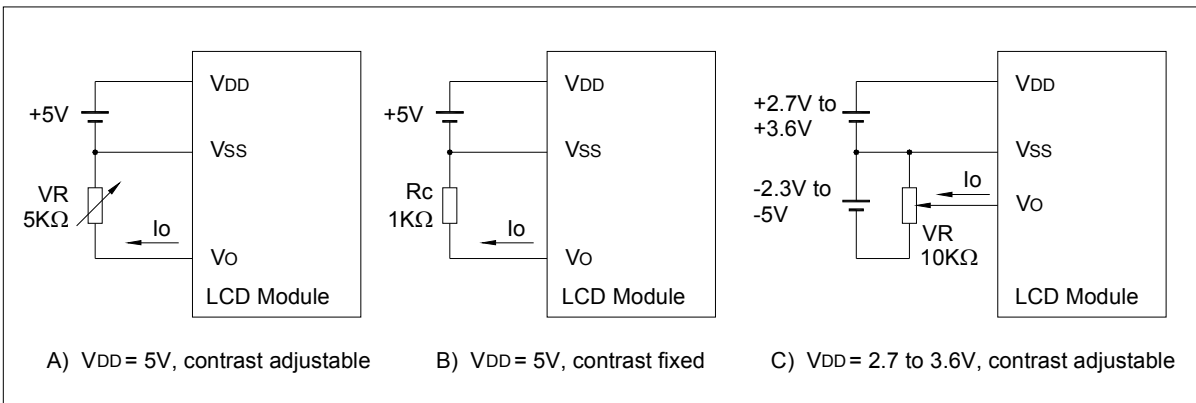 VDD
+5V
VSS
VR
5KΩ
Io
VO
LCD Module
A) VDD = 5V, contrast adjustable
VDD
+5V
VSS
Rc
1KΩ
Io
VO
LCD Module
B) VDD = 5V, contrast fixed
VDD
+2.7V to
+3.6V
VSS
-2.3V to
-5V
Io
VO
VR
10KΩ
LCD Module
C) VDD = 2.7 to 3.6V, contrast adjustable